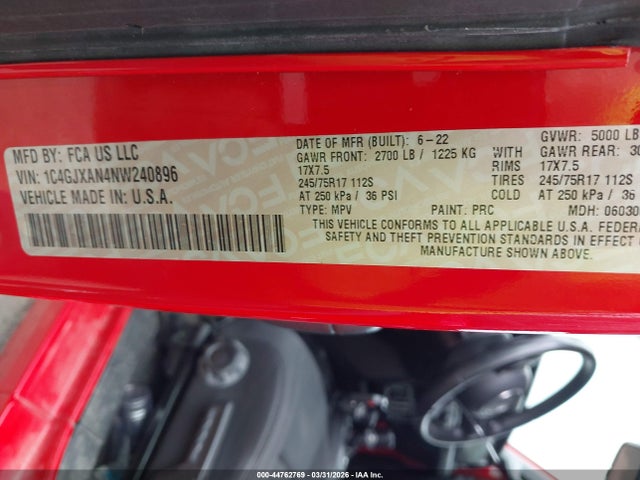 MFD BY: FCA US LLC
VIN: 1C4GJXAN4NW240896
VEHICLE MADE IN U.S.A.
DATE OF MFR (BUILT): 6-22
GAWR FRONT: 2700 LB / 1225 KG
17X7.5
245/75R17 112S
AT 250 kPa / 36 PSI
TYPE: MPV PAINT: PRC
WITH
RIMS
TIRES
COLD
GVWR: 5000 LB
GAWR REAR: 30
17X7.5
245/75R17 112S
AT 250 kPa / 36
MDH: 06030
THIS VEHICLE CONFORMS TO ALL APPLICABLE U.S.A. FEDERA
SAFETY AND THEFT PREVENTION STANDARDS IN EFFECT
MANUFACTURE SHOWN ABOVE.
Stock #: 44762769 - 03/31/2026 - IAA Inc.